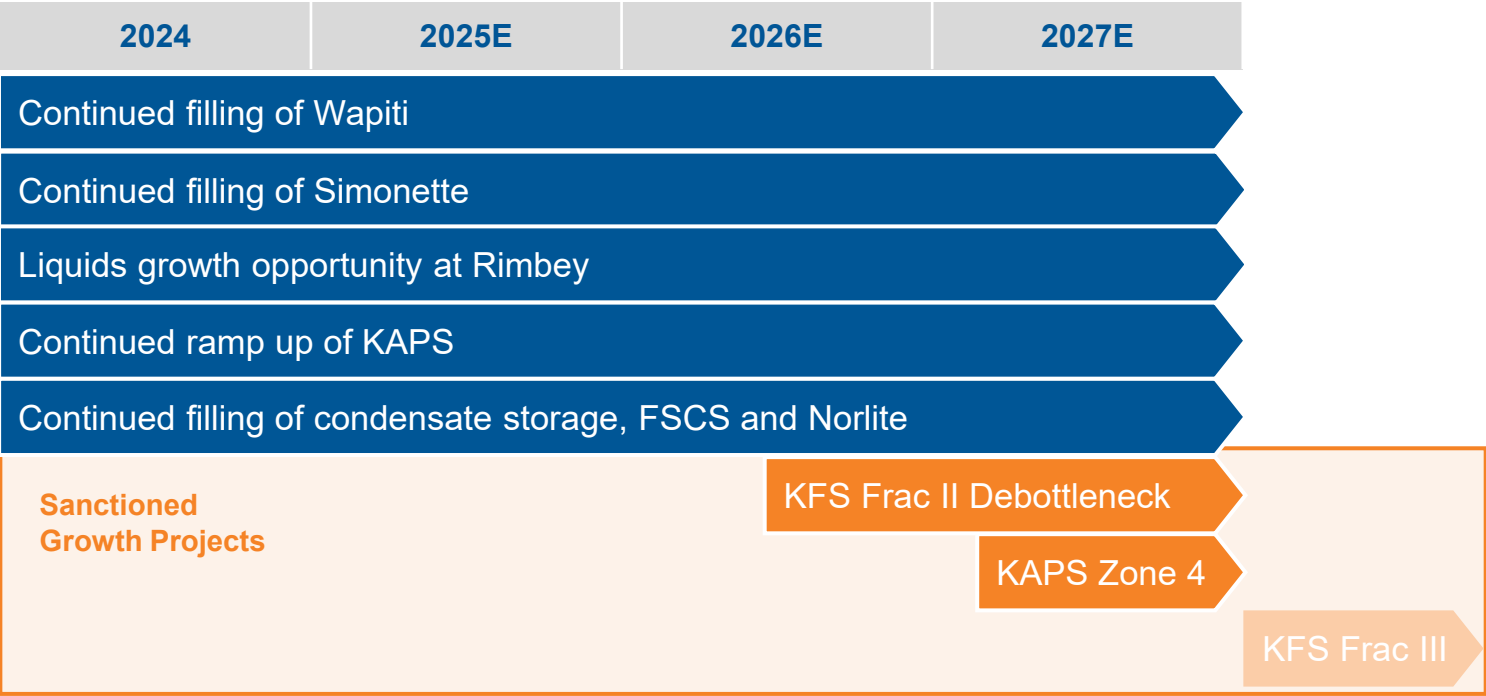 2024 2025E 2026E 2027E
Continued filling of Wapiti
Continued filling of Simonette
Liquids growth opportunity at Rimbey
Continued ramp up of KAPS
Continued filling of condensate storage, FSCS and Norlite
Sanctioned
Growth Projects
KFS Frac II Debottleneck
KAPS Zone 4
KFS Frac III